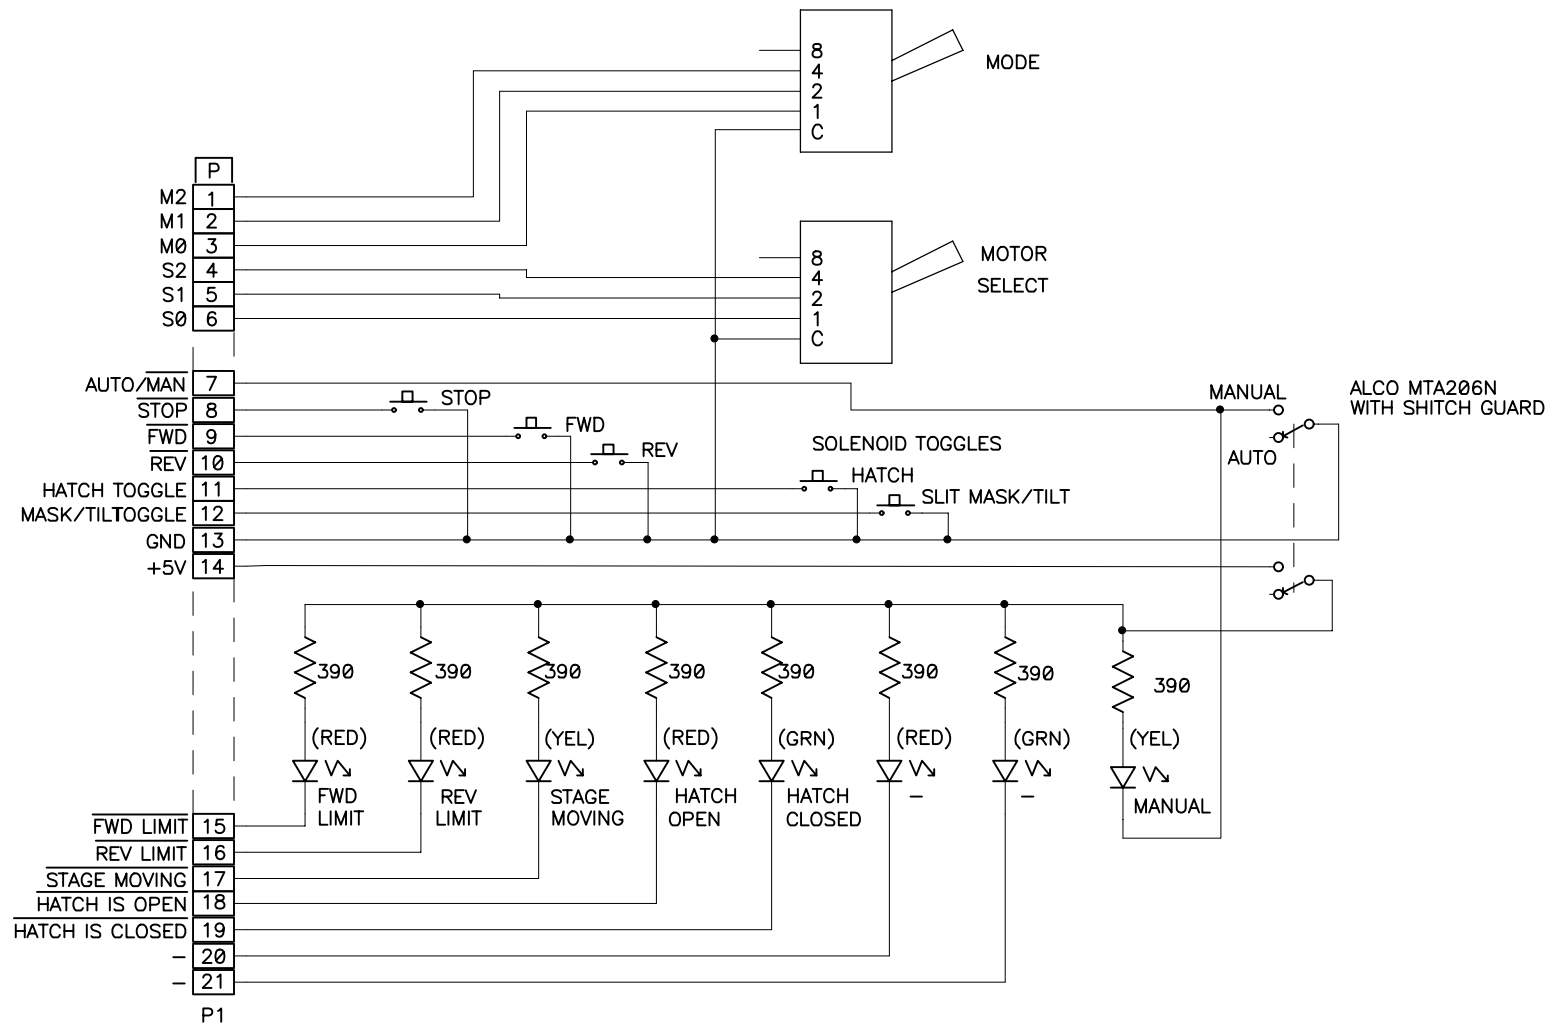 8
4
2
1
C
MODE
P
M2 1
M1 2
M0 3
S2 4
S1 5
S0 6
8
4
2
1
C
MOTOR
SELECT
AUTO/MAN 7
STOP 8
FWD 9
REV 10
HATCH TOGGLE 11
MASK/TILTOGGLE 12
GND 13
+5V 14
STOP
FWD
REV
SOLENOID TOGGLES
HATCH
SLIT MASK/TILT
MANUAL
AUTO
ALCO MTA206N
WITH SHITCH GUARD
390 390 390 390 390 390 390 390
(RED) (RED) (YEL) (RED) (GRN) (RED) (GRN) (YEL)
FWD
LIMIT
REV
LIMIT
STAGE
MOVING
HATCH
OPEN
HATCH
CLOSED
-
-
MANUAL
FWD LIMIT 15
REV LIMIT 16
STAGE MOVING 17
HATCH IS OPEN 18
HATCH IS CLOSED 19
- 20
- 21
P1